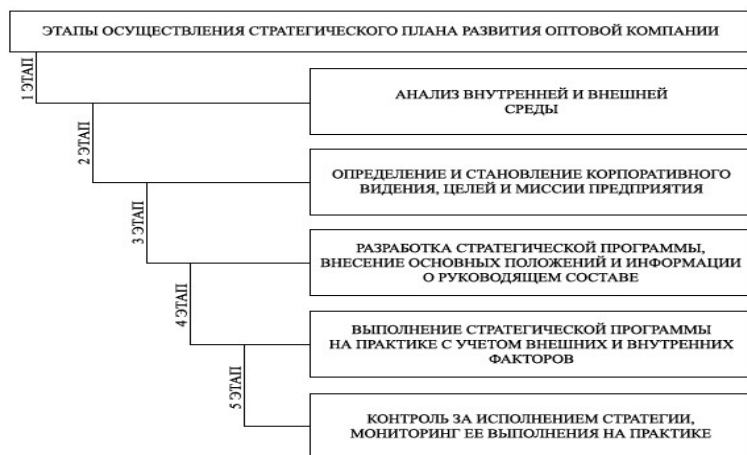 ЭТАПЫ ОСУЩЕСТВЛЕНИЯ СТРАТЕГИЧЕСКОГО ПЛАНА РАЗВИТИЯ ОПТОВОЙ КОМПАНИИ
1 ЭТАП
АНАЛИЗ ВНУТРЕННЕЙ И ВНЕШНЕЙ
СРЕДЫ
2 ЭТАП
ОПРЕДЕЛЕНИЕ И СТАНОВЛЕНИЕ КОРПОРАТИВНОГО
ВИДЕНИЯ, ЦЕЛЕЙ И МИССИИ ПРЕДПРИЯТИЯ
3 ЭТАП
РАЗРАБОТКА СТРАТЕГИЧЕСКОЙ ПРОГРАММЫ,
ВНЕСЕНИЕ ОСНОВНЫХ ПОЛОЖЕНИЙ И ИНФОРМАЦИИ
О РУКОВОДЯЩЕМ СОСТАВЕ
4 ЭТАП
ВЫПОЛНЕНИЕ СТРАТЕГИЧЕСКОЙ ПРОГРАММЫ
НА ПРАКТИКЕ С УЧЕТОМ ВНЕШНИХ И ВНУТРЕННИХ
ФАКТОРОВ
5 ЭТАП
КОНТРОЛЬ ЗА ИСПОЛНЕНИЕМ СТРАТЕГИИ,
МОНИТОРИНГ ЕЕ ВЫПОЛНЕНИЯ НА ПРАКТИКЕ